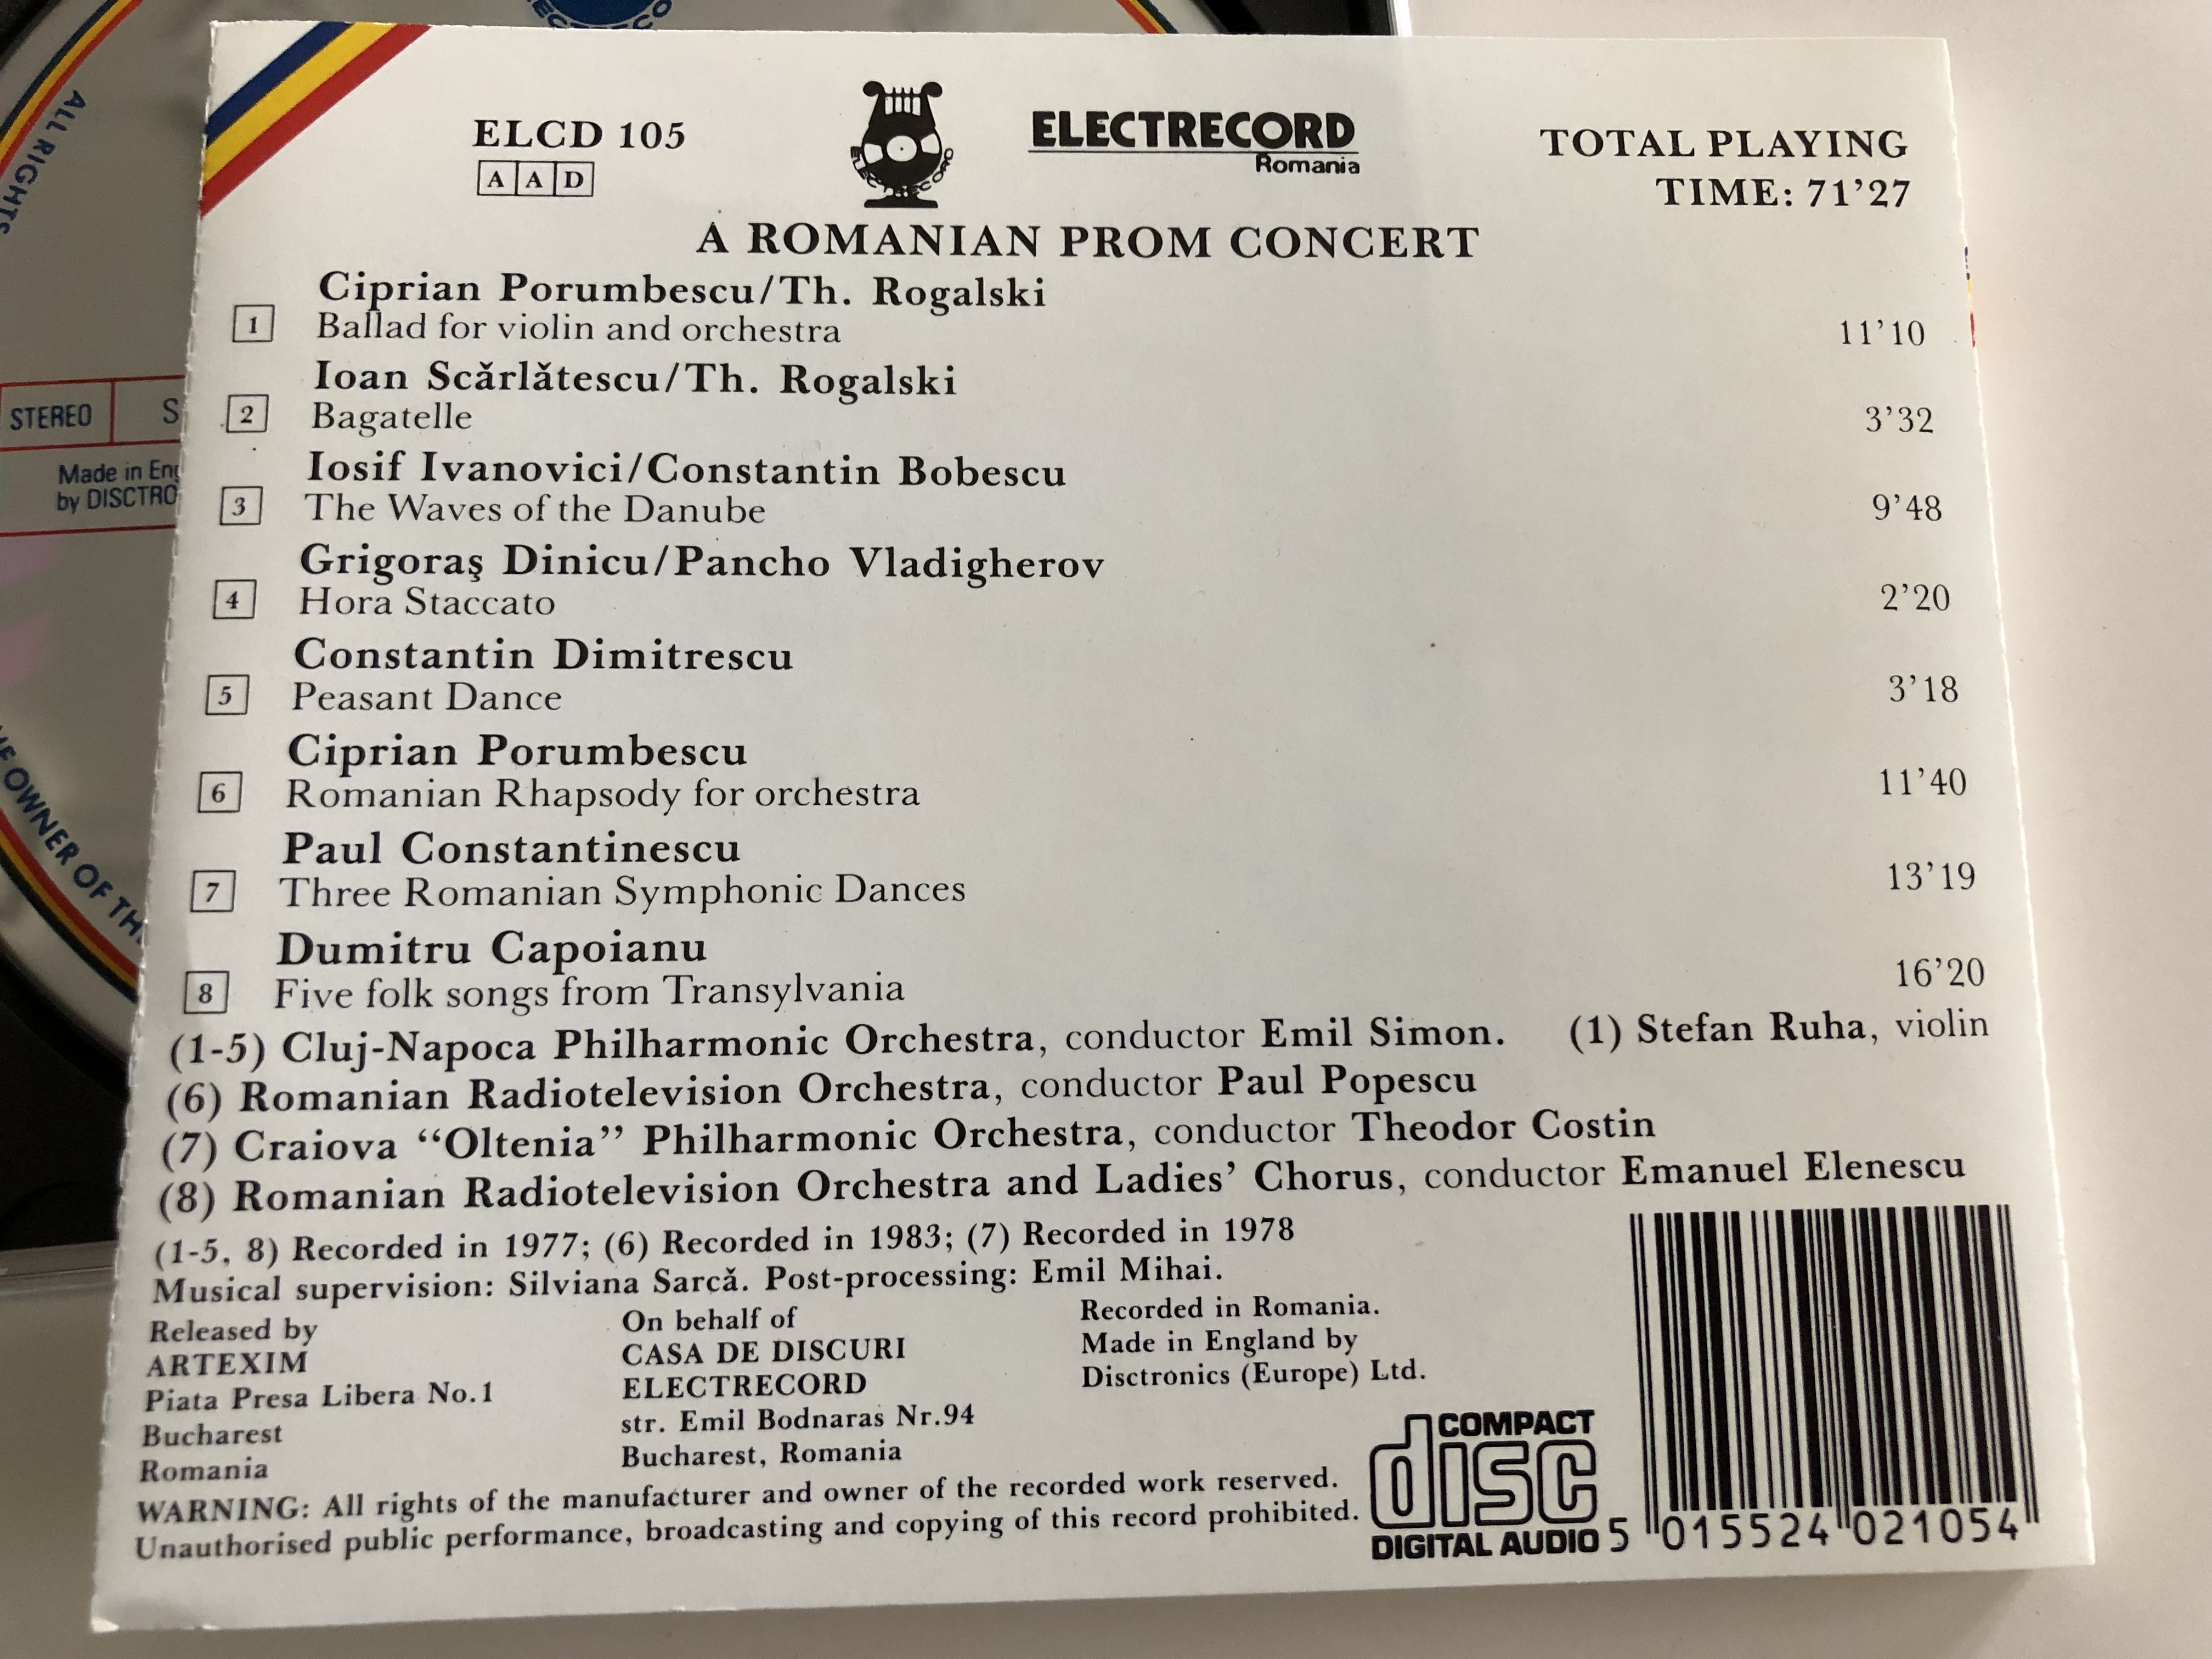 ELCD 105
A A D
ELECTRECORD
ELECTRECORD
Romania
TOTAL PLAYING
TIME: 71’27
A ROMANIAN PROM CONCERT
Ciprian Porumbescu/Th. Rogalski
1 Ballad for violin and orchestra 11’10
Ioan Scărlătescu/Th. Rogalski
2 Bagatelle 3’32
Iosif Ivanovici/Constantin Bobescu
3 The Waves of the Danube 9’48
Grigoraş Dinicu/Pancho Vladigherov
4 Hora Staccato 2’20
Constantin Dimitrescu
5 Peasant Dance 3’18
Ciprian Porumbescu
6 Romanian Rhapsody for orchestra 11’40
Paul Constantinescu
7 Three Romanian Symphonic Dances 13’19
Dumitru Capoianu
8 Five folk songs from Transylvania 16’20
(1-5) Cluj-Napoca Philharmonic Orchestra, conductor Emil Simon. (1) Stefan Ruha, violin
(6) Romanian Radiotelevision Orchestra, conductor Paul Popescu
(7) Craiova “Oltenia” Philharmonic Orchestra, conductor Theodor Costin
(8) Romanian Radiotelevision Orchestra and Ladies’ Chorus, conductor Emanuel Elenescu
(1-5, 8) Recorded in 1977; (6) Recorded in 1983; (7) Recorded in 1978
Musical supervision: Silviana Sarcă. Post-processing: Emil Mihai.
Released by
ARTEXIM
Piata Presa Libera No.1
Bucharest
Romania
On behalf of
CASA DE DISCURI
ELECTRECORD
str. Emil Bodnaras Nr.94
Bucharest, Romania
Recorded in Romania.
Made in England by
Disctronics (Europe) Ltd.
WARNING: All rights of the manufacturer and owner of the recorded work reserved.
Unauthorised public performance, broadcasting and copying of this record prohibited.
COMPACT
disc
DIGITAL AUDIO
5 015524 021054
ALL RIGHTS
STEREO
Made in
by
OWNER OF